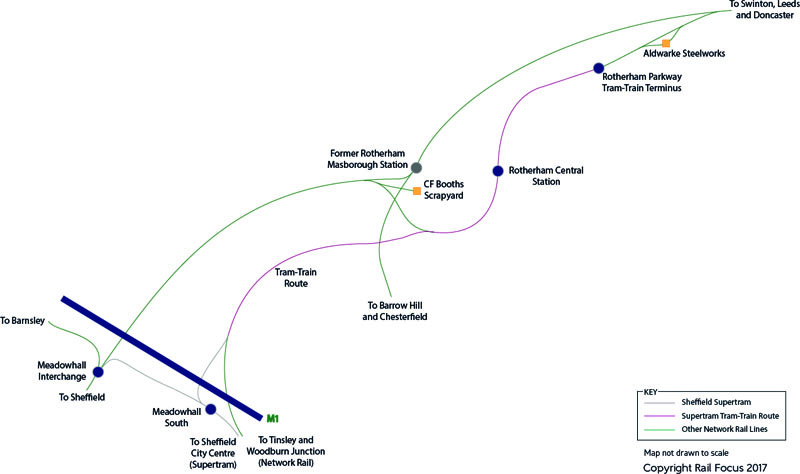 To Swinton, Leeds
and Doncaster
Aldwarke Steelworks
Rotherham Parkway
Tram-Train Terminus
Former Rotherham
Masborough Station
CF Booths
Scrapyard
Rotherham Central
Station
Tram-Train
Route
To Barrow Hill
and Chesterfield
To Barnsley
Meadowhall
Interchange
To Sheffield
Meadowhall
South
M1
To Sheffield
City Centre
(Supertram)
To Tinsley and
Woodburn Junction
(Network Rail)
KEY
Sheffield Supertram
Supertram Tram-Train Route
Other Network Rail Lines
Map not drawn to scale
Copyright Rail Focus 2017